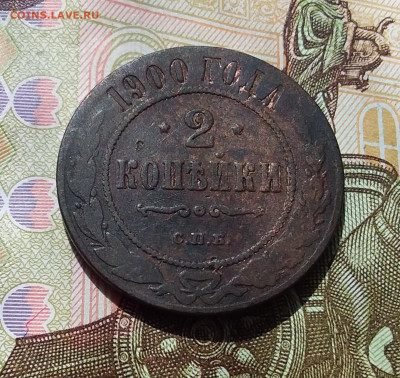 COINS.LAVE.RU
1900 ГОДА
2
КОПѢЙКИ
С.П.Б.